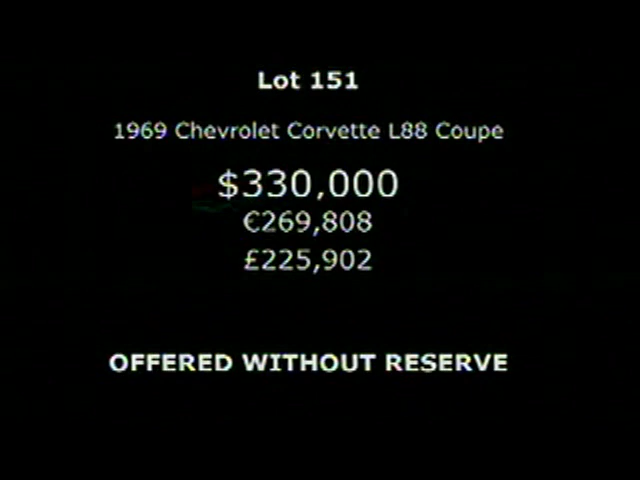 Lot 151
1969 Chevrolet Corvette L88 Coupe
$330,000
€269,808
£225,902
OFFERED WITHOUT RESERVE